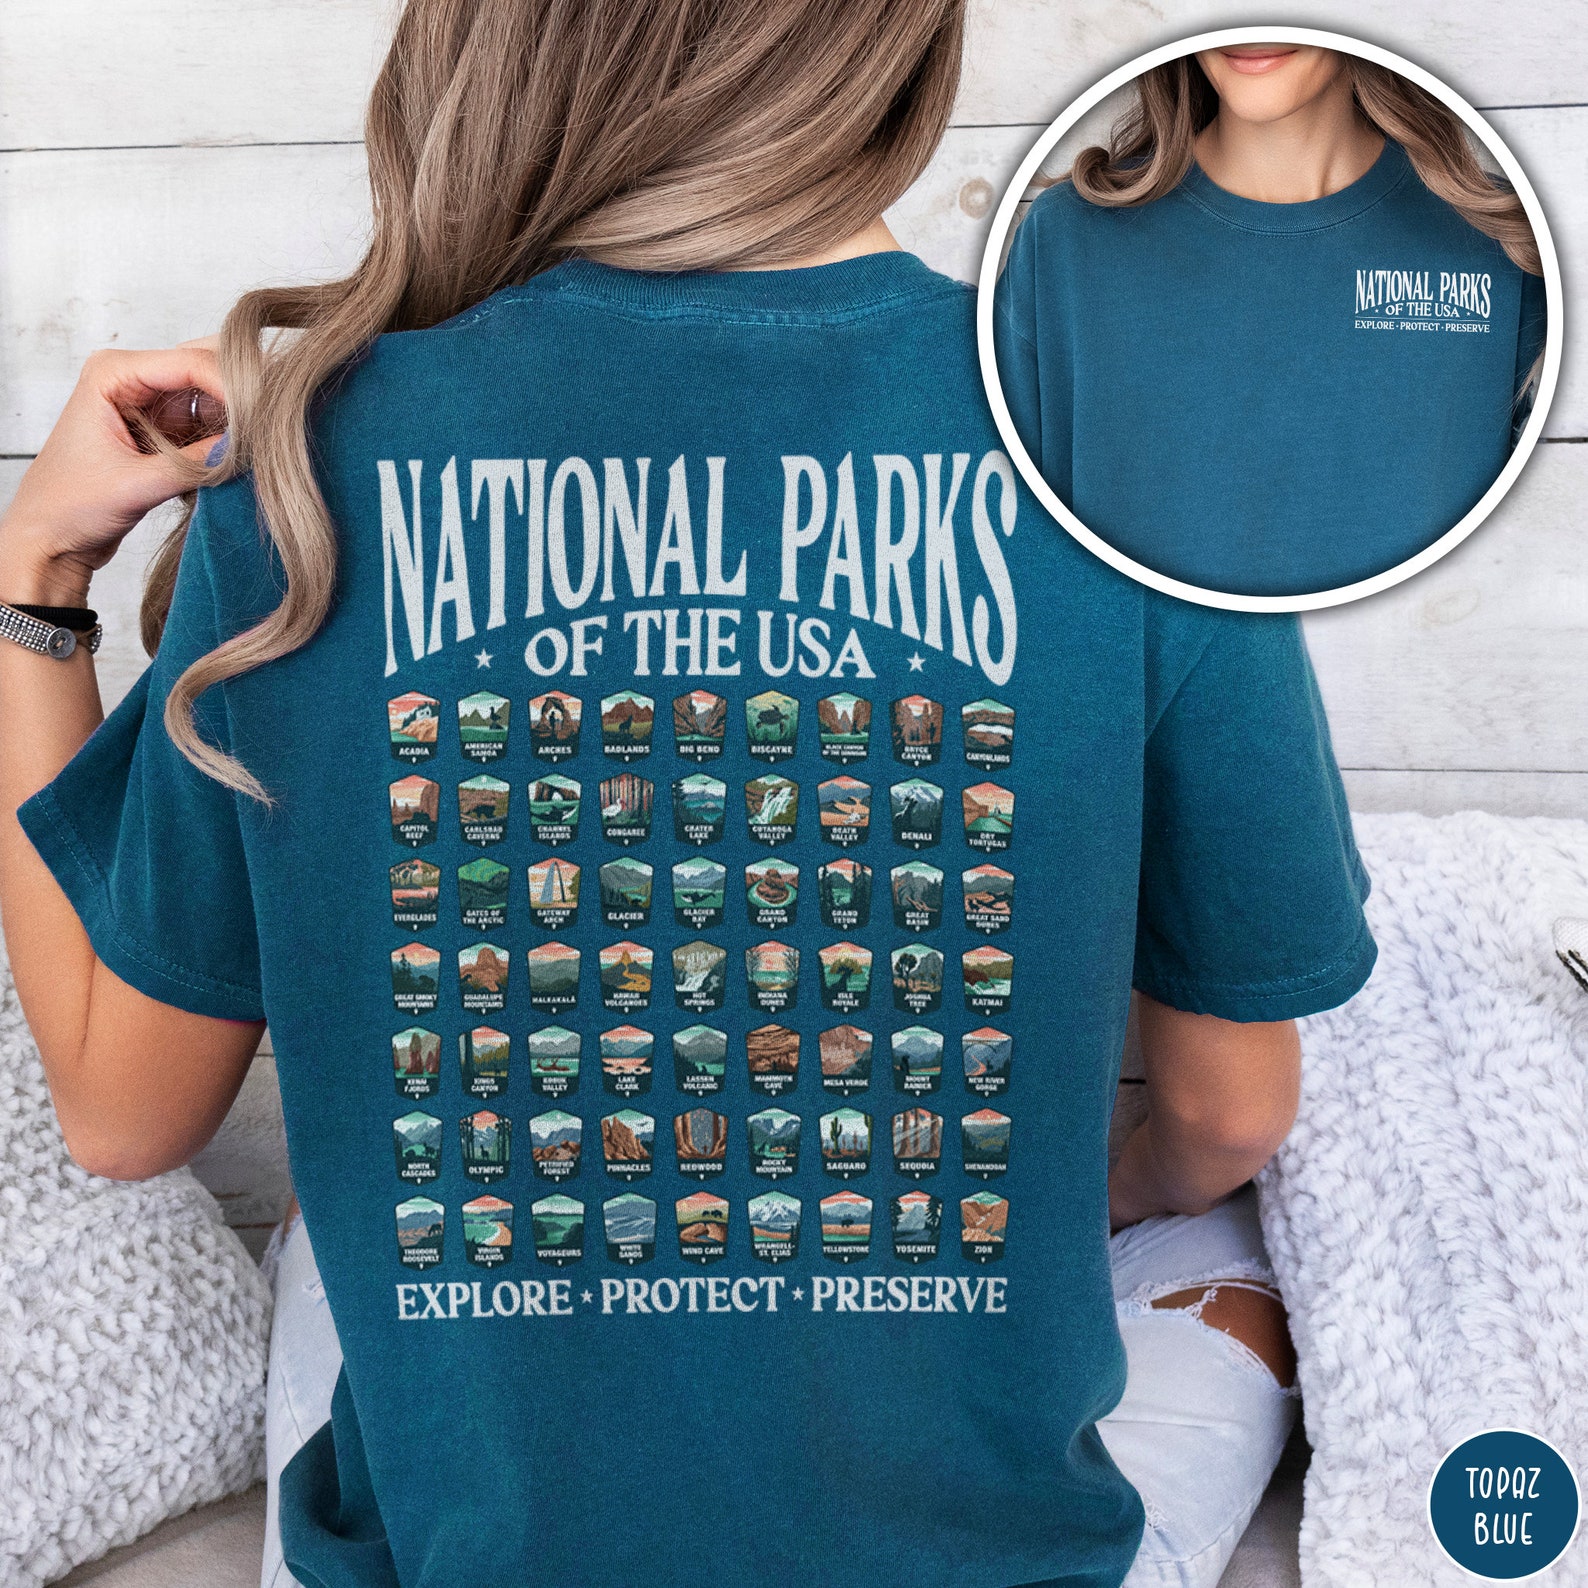 NATIONAL PARKS
OF THE USA
EXPLORE · PROTECT · PRESERVE
NATIONAL PARKS
★ OF THE USA ★
ACADIA
AMERICAN
SAMOA
ARCHES
BADLANDS
BIG BEND
BISCAYNE
BLACK CANYON
OF THE GUNNISON
BRYCE
CANYON
CANYONLANDS
CAPITOL
REEF
CARLSBAD
CAVERNS
CHANNEL
ISLANDS
CONGAREE
CRATER
LAKE
CUYAHOGA
VALLEY
DEATH
VALLEY
DENALI
DRY
TORTUGAS
EVERGLADES
GATES OF
THE ARCTIC
GATEWAY
ARCH
GLACIER
GLACIER
BAY
GRAND
CANYON
GRAND
TETON
GREAT
BASIN
GREAT SAND
DUNES
GREAT SMOKY
MOUNTAINS
GUADALUPE
MOUNTAINS
HALEAKALĀ
HAWAII
VOLCANOES
HOT
SPRINGS
INDIANA
DUNES
ISLE
ROYALE
JOSHUA
TREE
KATMAI
KENAI
FJORDS
KINGS
CANYON
KOBUK
VALLEY
LAKE
CLARK
LASSEN
VOLCANIC
MAMMOTH
CAVE
MESA VERDE
MOUNT
RAINIER
NEW RIVER
GORGE
NORTH
CASCADES
OLYMPIC
PETRIFIED
FOREST
PINNACLES
REDWOOD
ROCKY
MOUNTAIN
SAGUARO
SEQUOIA
SHENANDOAH
THEODORE
ROOSEVELT
VIRGIN
ISLANDS
VOYAGEURS
WHITE
SANDS
WIND CAVE
WRANGELL-
ST. ELIAS
YELLOWSTONE
YOSEMITE
ZION
EXPLORE ★ PROTECT ★ PRESERVE
TOPAZ
BLUE